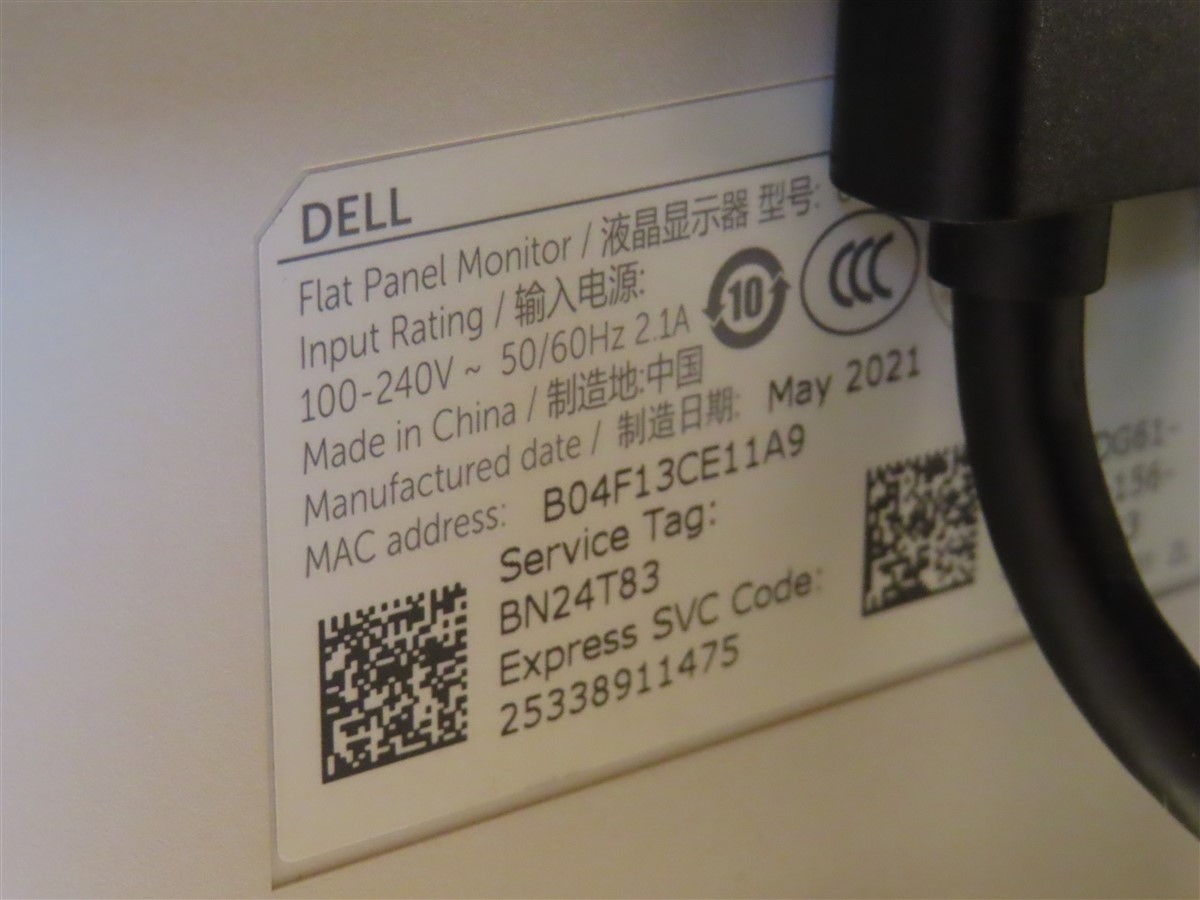 DELL
Flat Panel Monitor / 液晶显示器 型号:
Input Rating / 输入电源:
100-240V ~ 50/60Hz 2.1A
10
CCC
Made in China / 制造地:中国
Manufactured date / 制造日期: May 2021
MAC address: B04F13CE11A9
Service Tag:
BN24T83
Express SVC Code:
25338911475